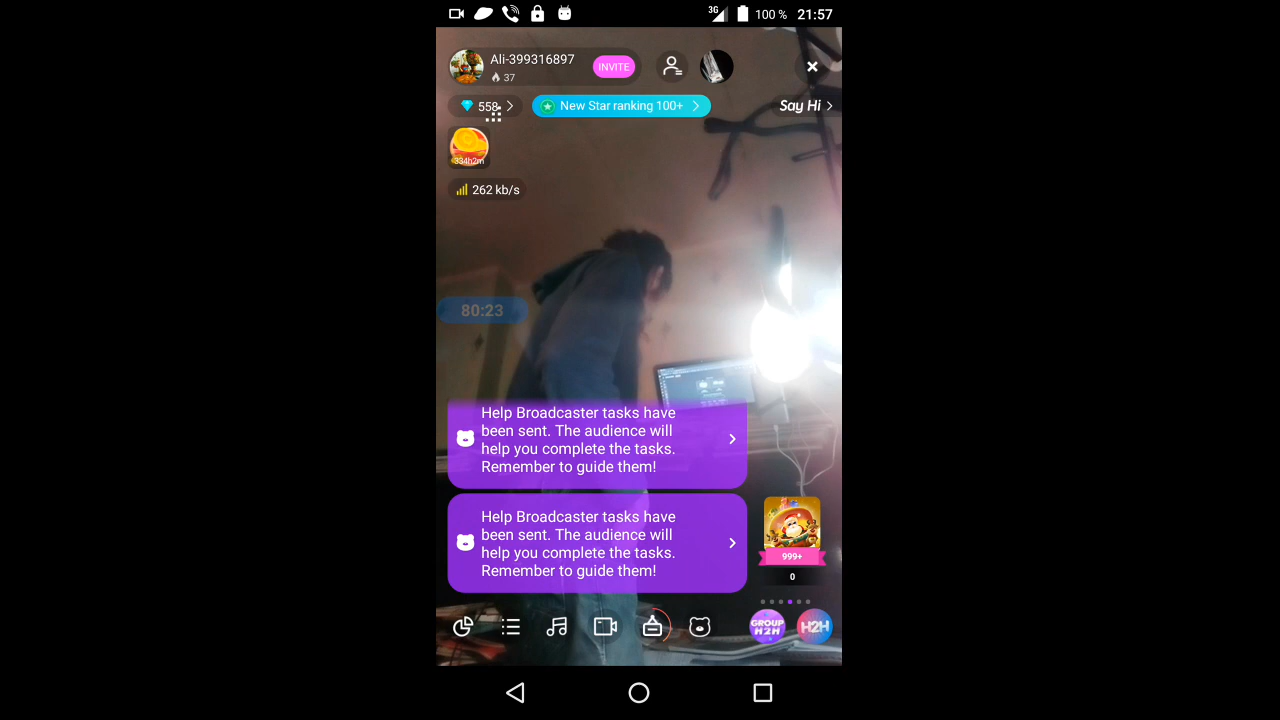 3G
100 %
21:57
Ali-399316897
37
INVITE
558
New Star ranking 100+
Say Hi
334h2m
262 kb/s
80:23
Help Broadcaster tasks have
been sent. The audience will
help you complete the tasks.
Remember to guide them!
Help Broadcaster tasks have
been sent. The audience will
help you complete the tasks.
Remember to guide them!
999+
0
GROUP
H2H
H2H